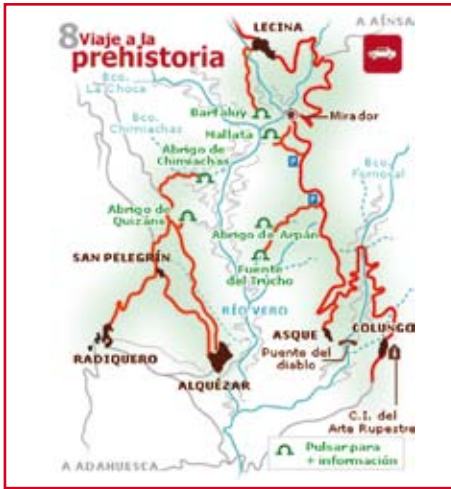 8 Viaje a la
prehistoria
LECINA
A AÍNSA
Bco.
La Choca
Barfaluy
Mallata
Mirador
Bco.
Chimiachas
Abrigo de
Chimiachas
Bco.
Fornocal
P
Abrigo de
Quizáns
P
Abrigo de Arpán
SAN PELEGRÍN
Fuente
del Trucho
RÍO VERO
RADIQUERO
ASQUE
COLUNGO
Puente del
diablo
ALQUÉZAR
C.I. del
Arte Rupestre
A ADAHUESCA
Pulsar para
+ información